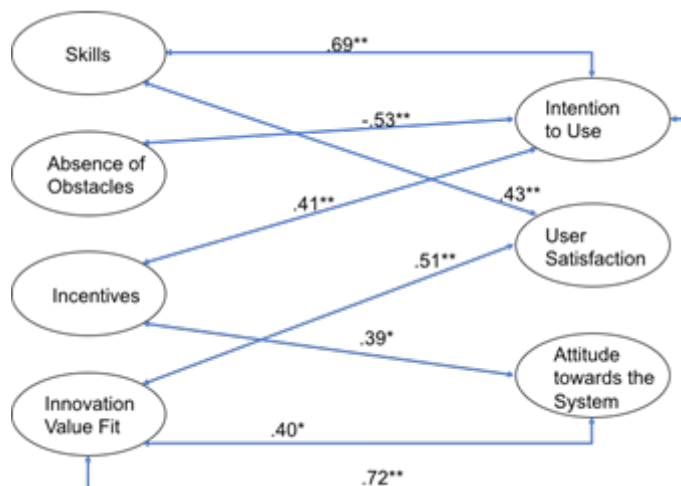 Skills
.69**
Intention
to Use
-.53**
Absence of
Obstacles
.41**
.43**
User
Satisfaction
.51**
Incentives
.39*
Attitude
towards the
System
Innovation
Value Fit
.40*
.72**